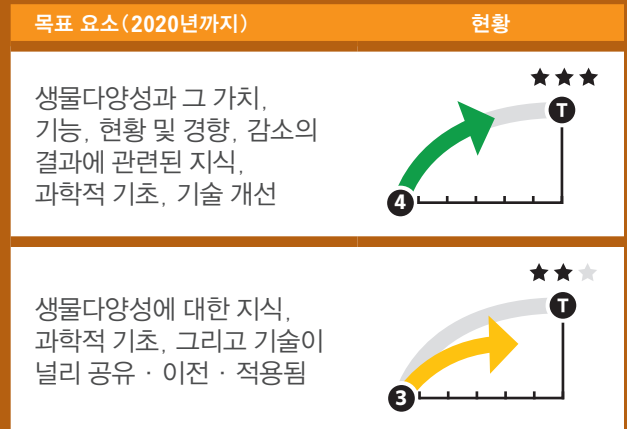 목표 요소(2020년까지)
현황
생물다양성과 그 가치,
기능, 현황 및 경향, 감소의
결과에 관련된 지식,
과학적 기초, 기술 개선
★★★
T
4
생물다양성에 대한 지식,
과학적 기초, 그리고 기술이
널리 공유 · 이전 · 적용됨
★★★
T
3